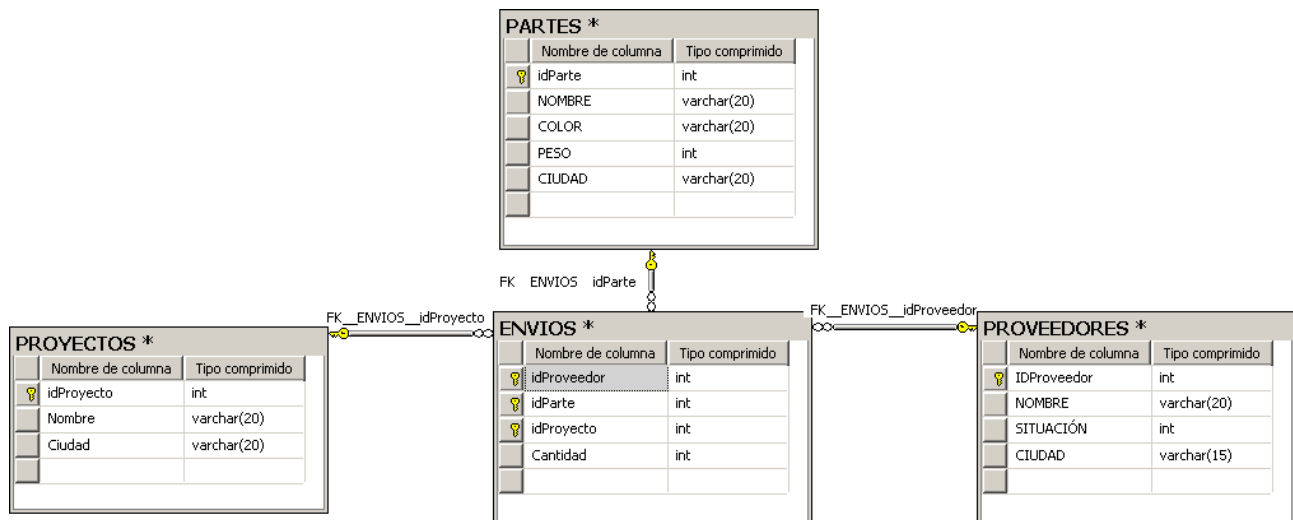 PARTES *
Nombre de columna Tipo comprimido
idParte int
NOMBRE varchar(20)
COLOR varchar(20)
PESO int
CIUDAD varchar(20)
FK ENVIOS idParte
FK__ENVIOS__idProyecto
FK__ENVIOS__idProveedor
PROYECTOS *
Nombre de columna Tipo comprimido
idProyecto int
Nombre varchar(20)
Ciudad varchar(20)
ENVIOS *
Nombre de columna Tipo comprimido
idProveedor int
idParte int
idProyecto int
Cantidad int
PROVEEDORES *
Nombre de columna Tipo comprimido
IDProveedor int
NOMBRE varchar(20)
SITUACIÓN int
CIUDAD varchar(15)